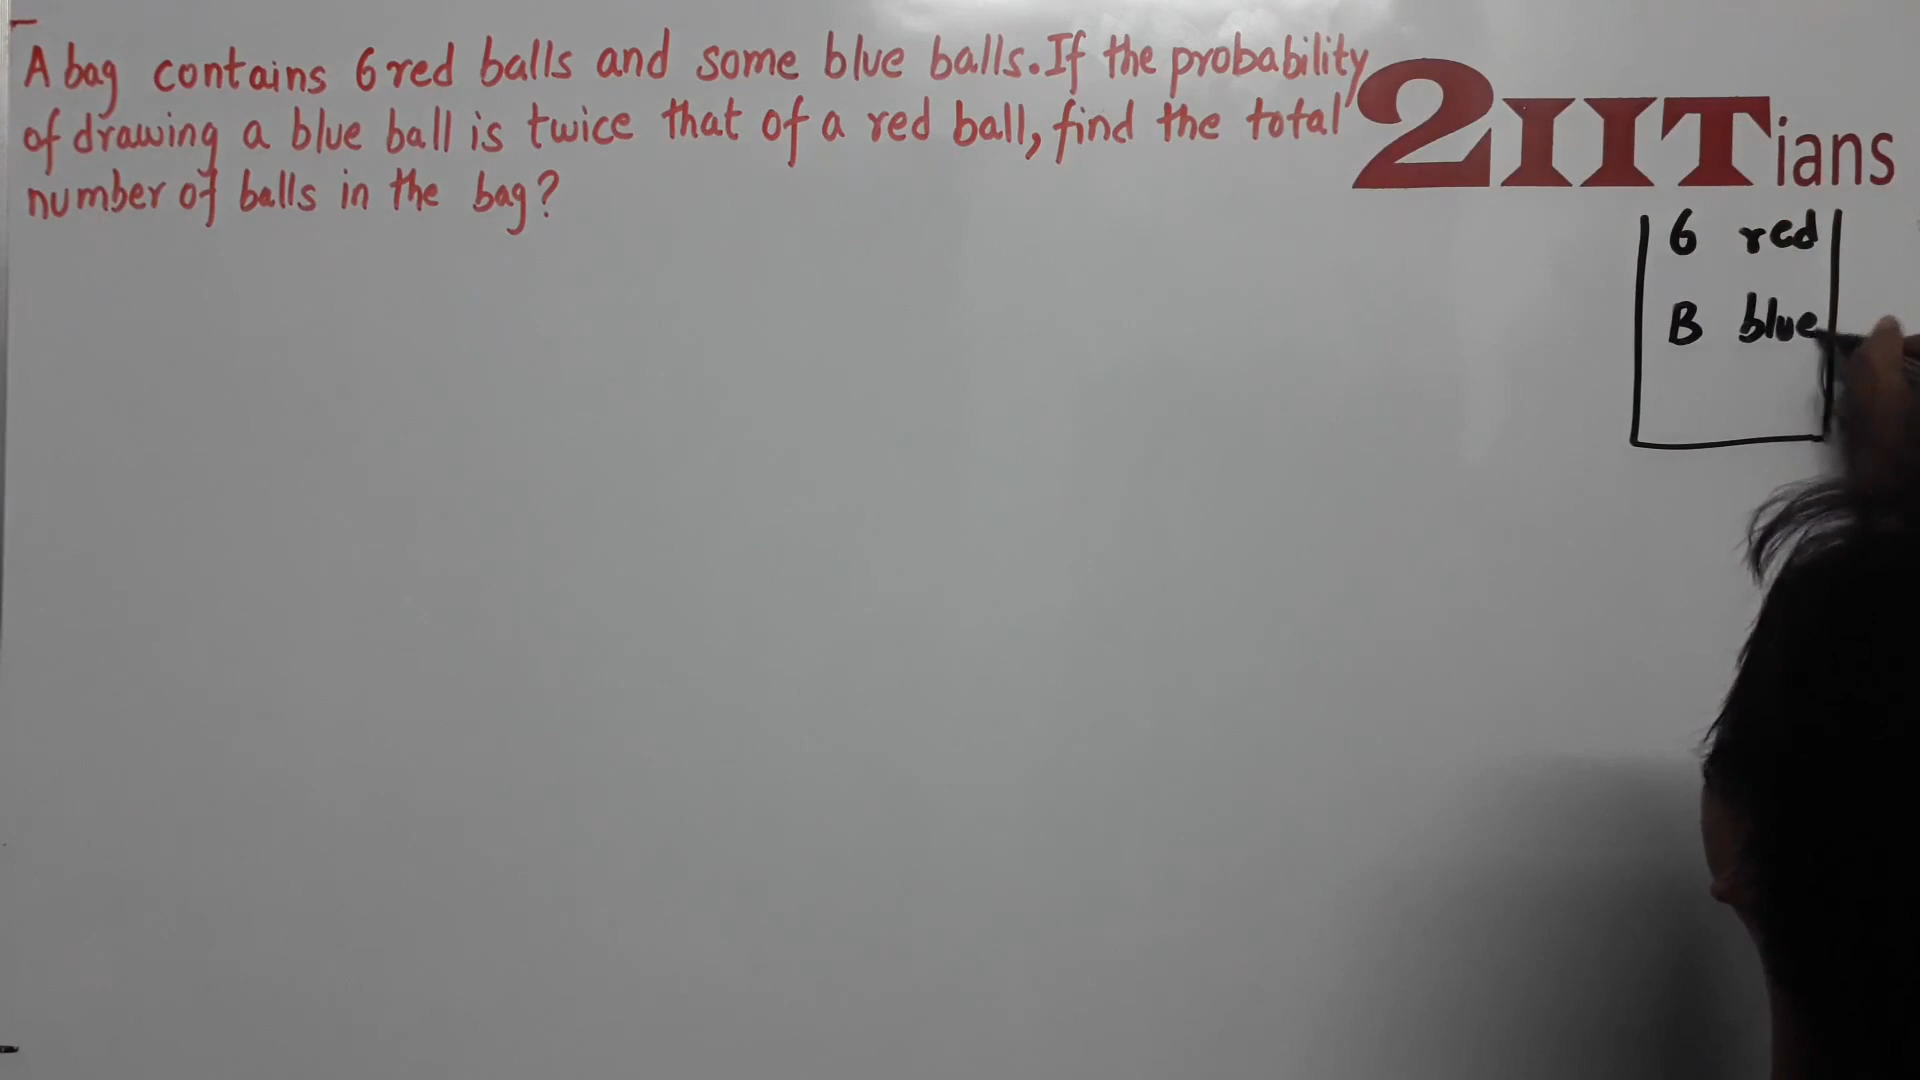 A bag contains 6 red balls and some blue balls. If the probability
of drawing a blue ball is twice that of a red ball, find the total
number of balls in the bag?
2IITians
6 red
B blue